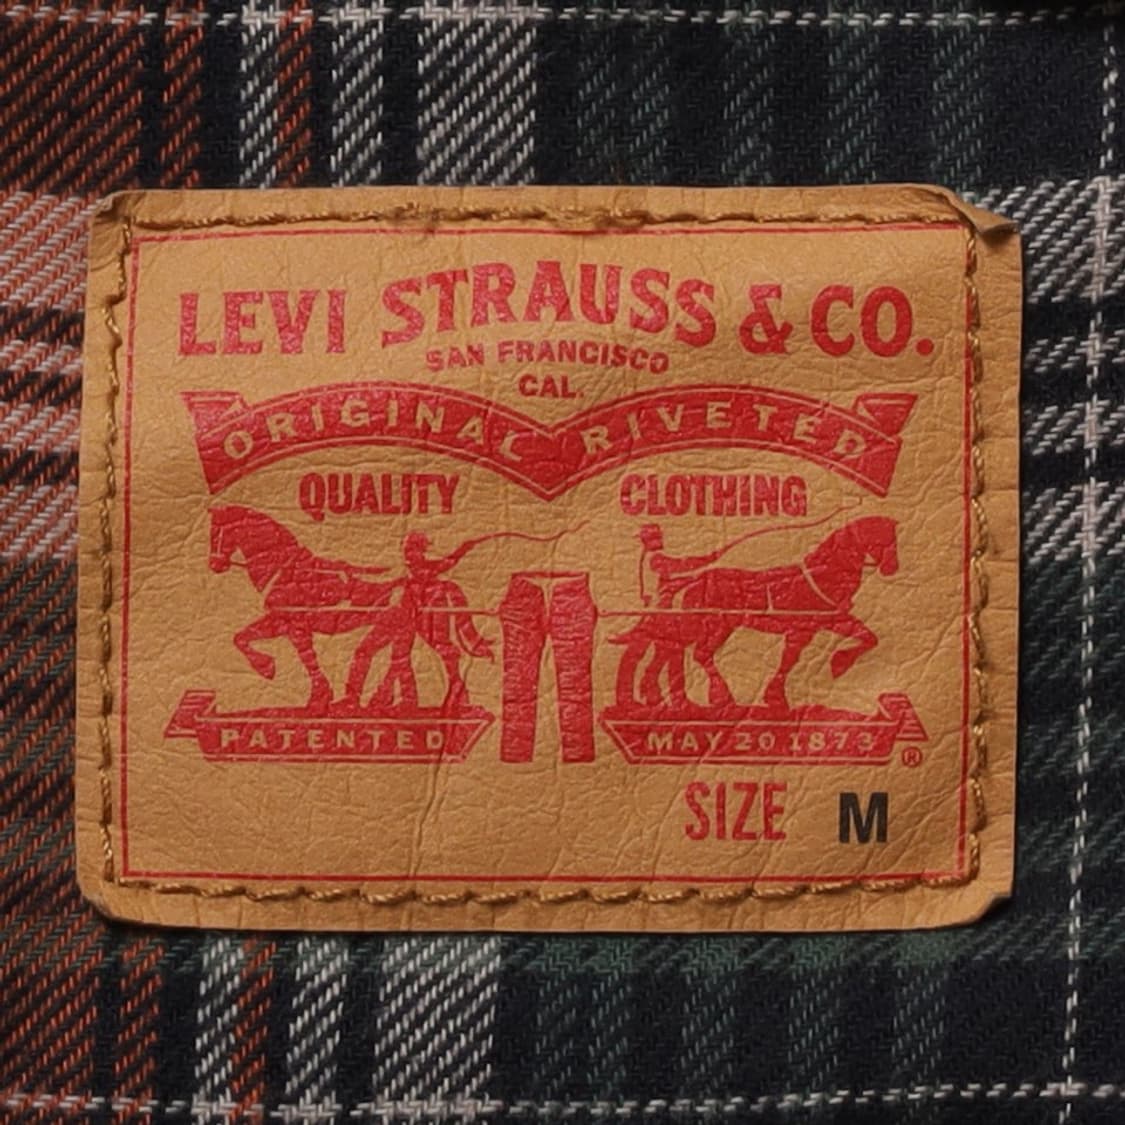 LEVI STRAUSS & CO.
SAN FRANCISCO
CAL.
ORIGINAL RIVETED
QUALITY CLOTHING
PATENTED MAY 20 1873 ®
SIZE M